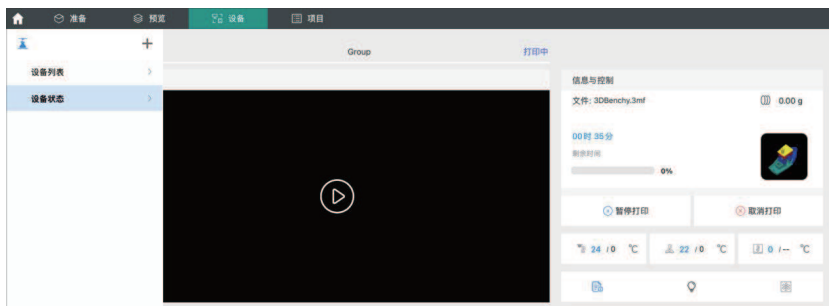 准备 预览 设备 项目
Group 打印中
设备列表
设备状态
信息与控制
文件: 3DBenchy.3mf 0.00 g
00时 35分
剩余时间
0%
暂停打印 取消打印
24 / 0 °C 22 / 0 °C 0 / -- °C